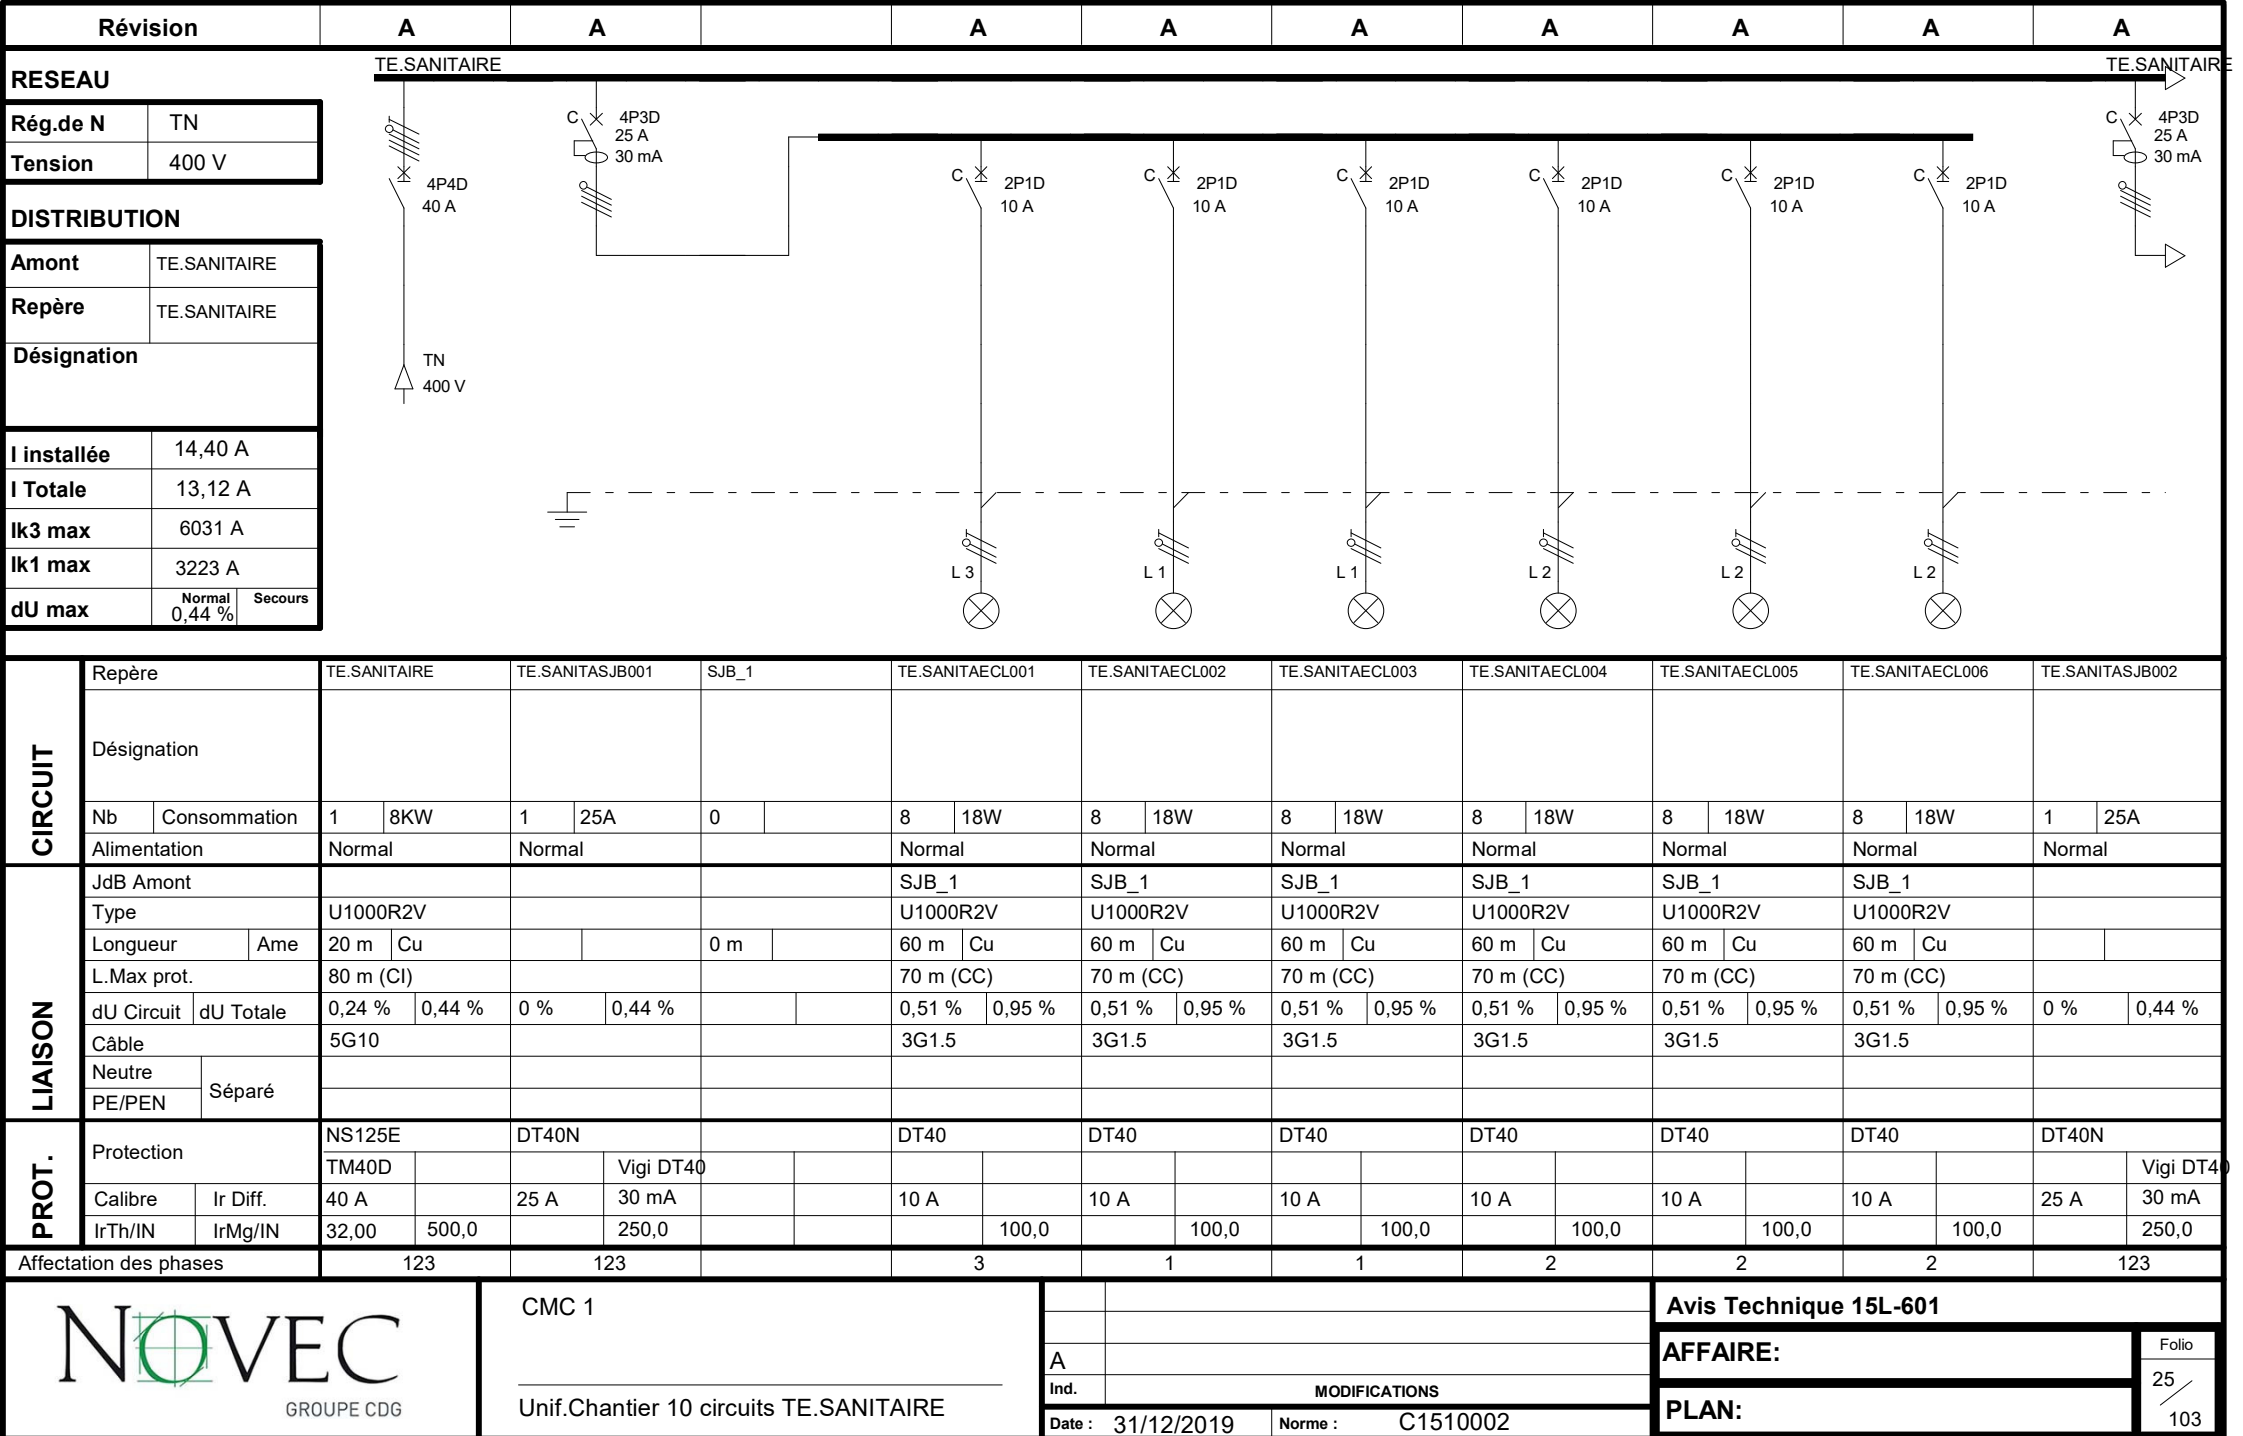 Révision A A A A A A A A A
RESEAU
Rég.de N TN
Tension 400 V
DISTRIBUTION
Amont TE.SANITAIRE
Repère TE.SANITAIRE
Désignation
I installée 14,40 A
I Totale 13,12 A
Ik3 max 6031 A
Ik1 max 3223 A
dU max Normal 0,44 % Secours
TE.SANITAIRE TE.SANITAIRE
4P4D
40 A
TN
400 V
C 4P3D
25 A
30 mA
C 2P1D
10 A
C 2P1D
10 A
C 2P1D
10 A
C 2P1D
10 A
C 2P1D
10 A
C 2P1D
10 A
C 4P3D
25 A
30 mA
L 3 L 1 L 1 L 2 L 2 L 2
CIRCUIT
Repère TE.SANITAIRE TE.SANITASJB001 SJB_1 TE.SANITAECL001 TE.SANITAECL002 TE.SANITAECL003 TE.SANITAECL004 TE.SANITAECL005 TE.SANITAECL006 TE.SANITASJB002
Désignation
Nb Consommation 1 8KW 1 25A 0 8 18W 8 18W 8 18W 8 18W 8 18W 8 18W 1 25A
Alimentation Normal Normal Normal Normal Normal Normal Normal Normal Normal
LIAISON
JdB Amont SJB_1 SJB_1 SJB_1 SJB_1 SJB_1 SJB_1
Type U1000R2V U1000R2V U1000R2V U1000R2V U1000R2V U1000R2V U1000R2V
Longueur Ame 20 m Cu 0 m 60 m Cu 60 m Cu 60 m Cu 60 m Cu 60 m Cu 60 m Cu
L.Max prot. 80 m (CI) 70 m (CC) 70 m (CC) 70 m (CC) 70 m (CC) 70 m (CC) 70 m (CC)
dU Circuit dU Totale 0,24 % 0,44 % 0 % 0,44 % 0,51 % 0,95 % 0,51 % 0,95 % 0,51 % 0,95 % 0,51 % 0,95 % 0,51 % 0,95 % 0,51 % 0,95 % 0 % 0,44 %
Câble 5G10 3G1.5 3G1.5 3G1.5 3G1.5 3G1.5 3G1.5
Neutre
Séparé
PE/PEN
PROT.
Protection NS125E DT40N DT40 DT40 DT40 DT40 DT40 DT40 DT40N
TM40D Vigi DT40 Vigi DT40
Calibre Ir Diff. 40 A 25 A 30 mA 10 A 10 A 10 A 10 A 10 A 10 A 25 A 30 mA
IrTh/IN IrMg/IN 32,00 500,0 250,0 100,0 100,0 100,0 100,0 100,0 100,0 250,0
Affectation des phases 123 123 3 1 1 2 2 2 123
NOVEC
GROUPE CDG
CMC 1
Unif.Chantier 10 circuits TE.SANITAIRE
A
Ind. MODIFICATIONS
Date : 31/12/2019 Norme : C1510002
Avis Technique 15L-601
AFFAIRE:
PLAN:
Folio
25
103